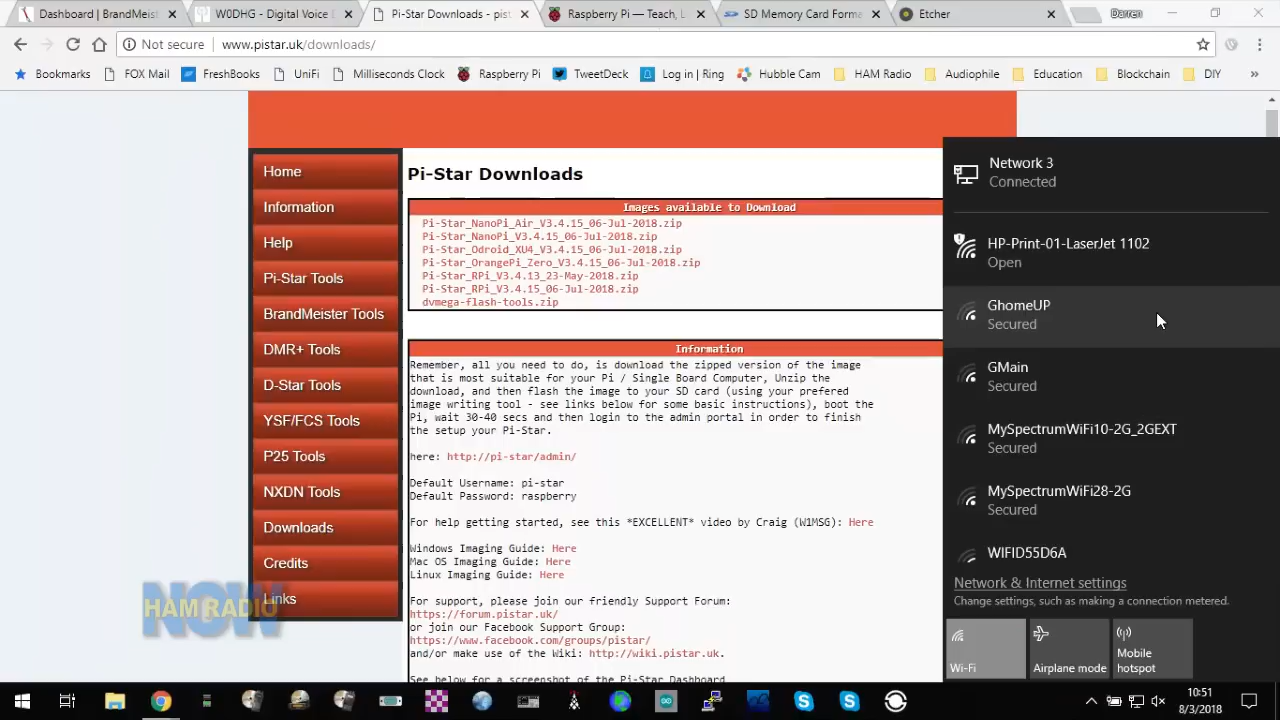 Dashboard | BrandMeist
W0DHG - Digital Voice D
Pi-Star Downloads - pist
Raspberry Pi — Teach, L
SD Memory Card Forma
Etcher
Darren
Not secure
www.pistar.uk/downloads/
Bookmarks
FOX Mail
FreshBooks
UniFi
Milliseconds Clock
Raspberry Pi
TweetDeck
Log in | Ring
Hubble Cam
HAM Radio
Audiophile
Education
Blockchain
DIY
»
Home
Information
Help
Pi-Star Tools
BrandMeister Tools
DMR+ Tools
D-Star Tools
YSF/FCS Tools
P25 Tools
NXDN Tools
Downloads
Credits
Links
HAM RADIO
NOW
Pi-Star Downloads
Images available to Download
Pi-Star_NanoPi_Air_V3.4.15_06-Jul-2018.zip
Pi-Star_NanoPi_V3.4.15_06-Jul-2018.zip
Pi-Star_Odroid_XU4_V3.4.15_06-Jul-2018.zip
Pi-Star_OrangePi_Zero_V3.4.15_06-Jul-2018.zip
Pi-Star_RPi_V3.4.13_23-May-2018.zip
Pi-Star_RPi_V3.4.15_06-Jul-2018.zip
dvmega-flash-tools.zip
Information
Remember, all you need to do, is download the zipped version of the image
that is most suitable for your Pi / Single Board Computer, Unzip the
download, and then flash the image to your SD card (using your prefered
image writing tool - see links below for some basic instructions), boot the
Pi, wait 30-40 secs and then login to the admin portal in order to finish
the setup your Pi-Star.
here: http://pi-star/admin/
Default Username: pi-star
Default Password: raspberry
For help getting started, see this *EXCELLENT* video by Craig (W1MSG): Here
Windows Imaging Guide: Here
Mac OS Imaging Guide: Here
Linux Imaging Guide: Here
For support, please join our friendly Support Forum:
https://forum.pistar.uk/
or join our Facebook Support Group:
https://www.facebook.com/groups/pistar/
and/or make use of the Wiki: http://wiki.pistar.uk.
See below for a screenshot of the Pi-Star Dashboard
Network 3
Connected
HP-Print-01-LaserJet 1102
Open
GhomeUP
Secured
GMain
Secured
MySpectrumWiFi10-2G_2GEXT
Secured
MySpectrumWiFi28-2G
Secured
WIFID55D6A
Network & Internet settings
Change settings, such as making a connection metered.
Wi-Fi
Airplane mode
Mobile
hotspot
10:51
8/3/2018